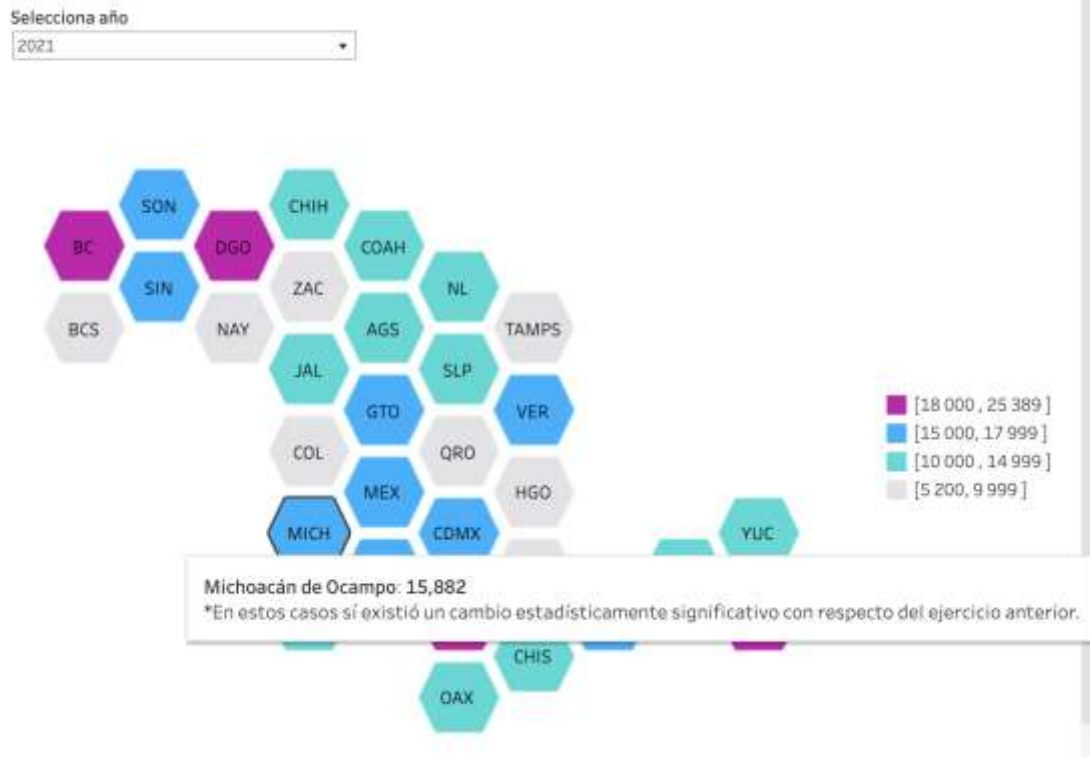 Selecciona año
2021
SON
CHIH
BC
DGO
COAH
SIN
ZAC
NL
BCS
NAY
AGS
TAMPS
JAL
SLP
GTO
VER
[18 000 , 25 389 ]
[15 000, 17 999 ]
COL
QRO
[10 000 , 14 999 ]
MEX
HGO
[5 200, 9 999 ]
MICH
CDMX
YUC
Michoacán de Ocampo: 15,882
*En estos casos sí existió un cambio estadísticamente significativo con respecto del ejercicio anterior.
CHIS
OAX